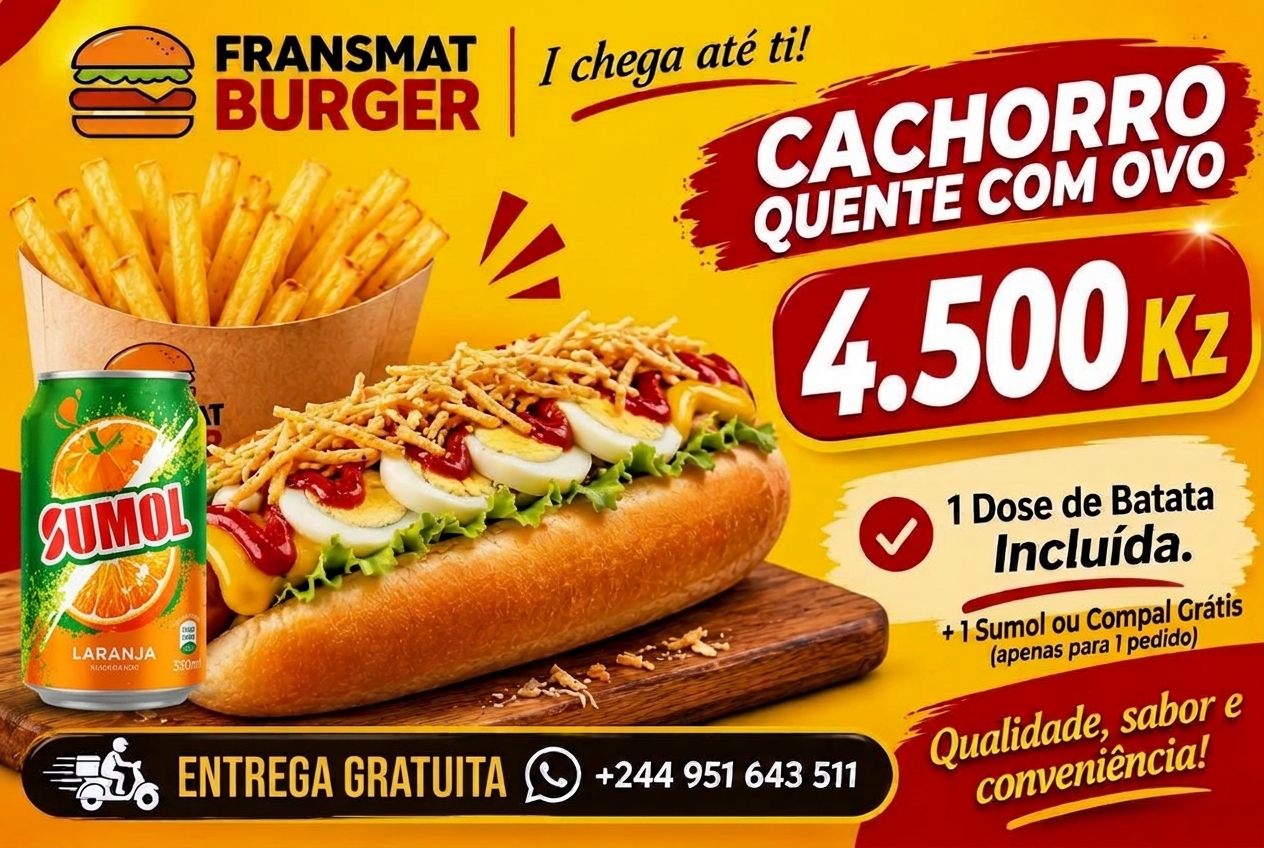 FRANSMAT
BURGER
I chega até ti!
CACHORRO
QUENTE COM OVO
4.500 Kz
1 Dose de Batata
Incluída.
+ 1 Sumol ou Compal Grátis
(apenas para 1 pedido)
SUMOL
LARANJA
330ml
Qualidade, sabor e
conveniência!
ENTREGA GRATUITA
+244 951 643 511